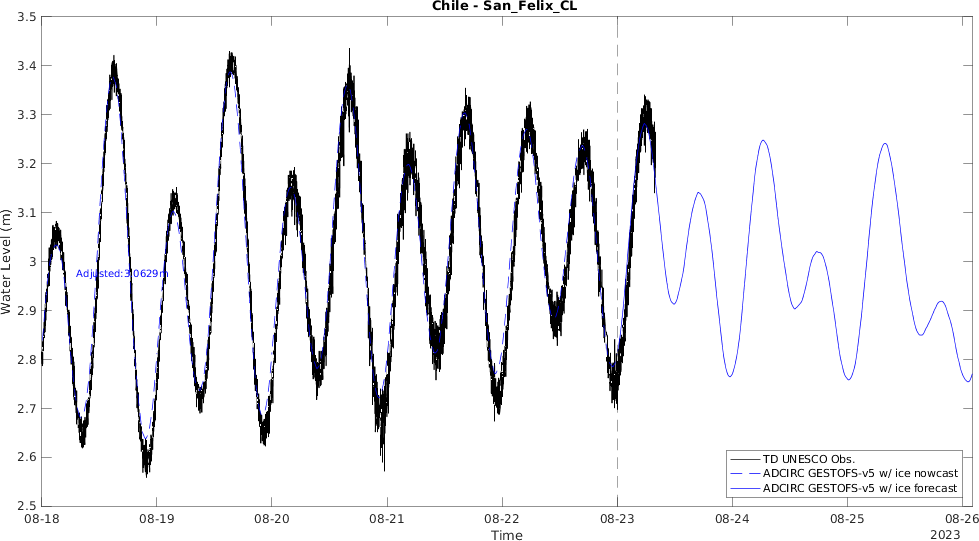 Chile - San_Felix_CL
3.5
3.4
3.3
3.2
3.1
3
2.9
2.8
2.7
2.6
2.5
Water Level (m)
Adjusted:3.0629m
TD UNESCO Obs.
ADCIRC GESTOFS-v5 w/ ice nowcast
ADCIRC GESTOFS-v5 w/ ice forecast
08-18 08-19 08-20 08-21 08-22 08-23 08-24 08-25 08-26
Time
2023